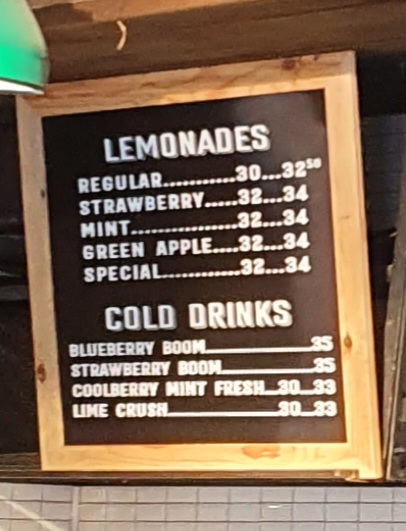 LEMONADES
REGULAR...........30...32⁵⁰
STRAWBERRY.....32...34
MINT................32...34
GREEN APPLE....32...34
SPECIAL............32...34
COLD DRINKS
BLUEBERRY BOOM...............35
STRAWBERRY BOOM.............35
COOLBERRY MINT FRESH...30...33
LIME CRUSH................30...33